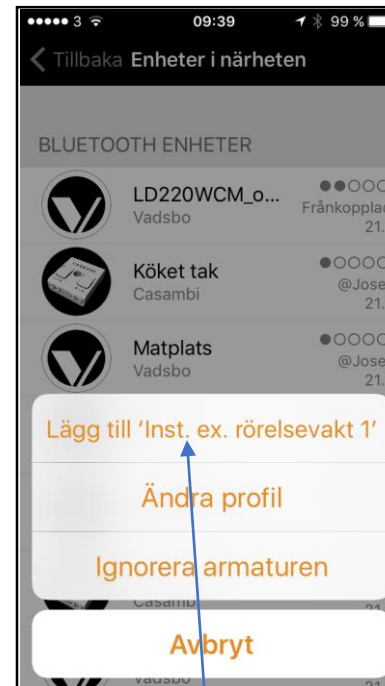 3 09:39 99 %
Tillbaka Enheter i närheten
BLUETOOTH ENHETER
LD220WCM_o...
Vadsbo
Frånkopplad
21.
Köket tak
Casambi
@Jose
21.
Matplats
Vadsbo
@Jose
21.
Lägg till 'Inst. ex. rörelsevakt 1'
Ändra profil
Ignorera armaturen
Casambi
Avbryt
Vadsbo